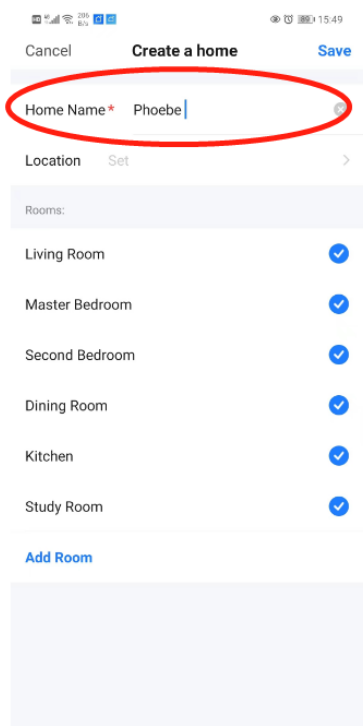 206
B/s
15:49
Cancel Create a home Save
Home Name* Phoebe
Location Set
Rooms:
Living Room
Master Bedroom
Second Bedroom
Dining Room
Kitchen
Study Room
Add Room